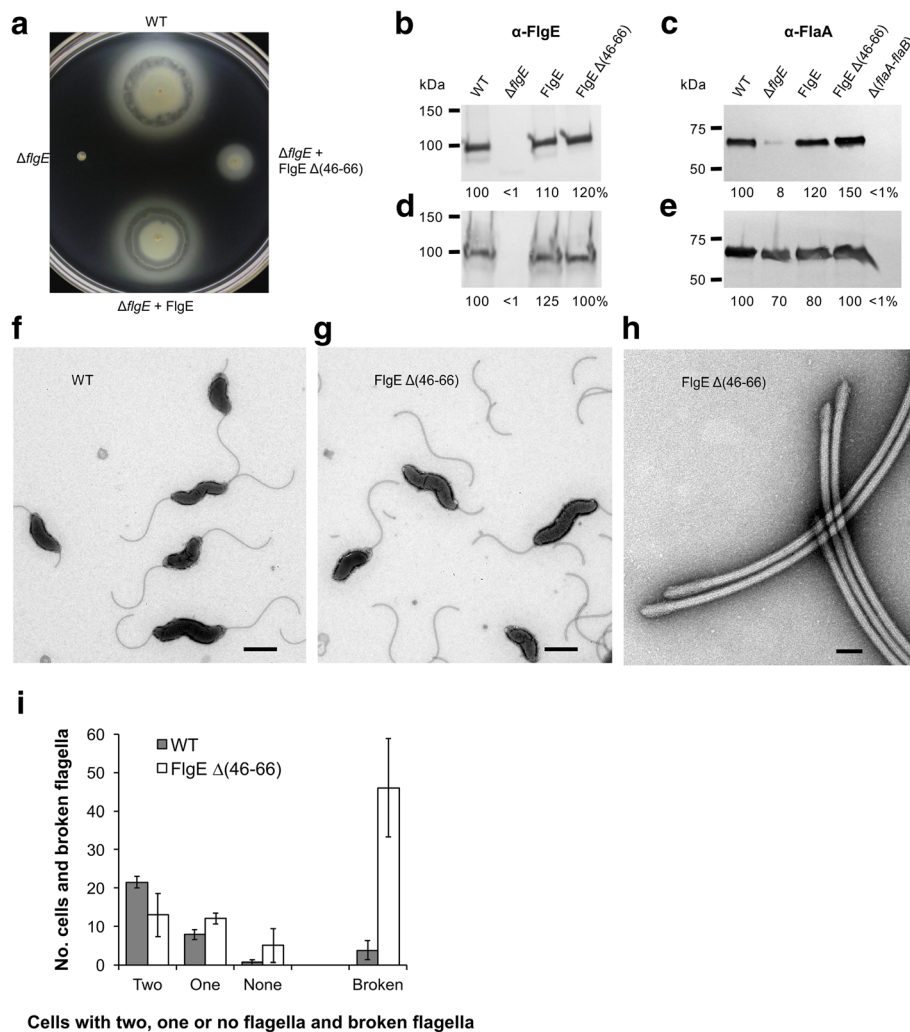 a
WT
ΔflgE
ΔflgE +
FlgE Δ(46-66)
ΔflgE + FlgE
b
α-FlgE
kDa
WT
ΔflgE
FlgE
FlgE Δ(46-66)
150
100
100 <1 110 120%
c
α-FlaA
kDa
WT
ΔflgE
FlgE
FlgE Δ(46-66)
Δ(flaA-flaB)
75
50
100 8 120 150 <1%
d
150
100
100 <1 125 100%
e
75
50
100 70 80 100 <1%
f
WT
g
FlgE Δ(46-66)
h
FlgE Δ(46-66)
i
No. cells and broken flagella
60
50
40
30
20
10
0
WT
FlgE Δ(46-66)
Two One None Broken
Cells with two, one or no flagella and broken flagella